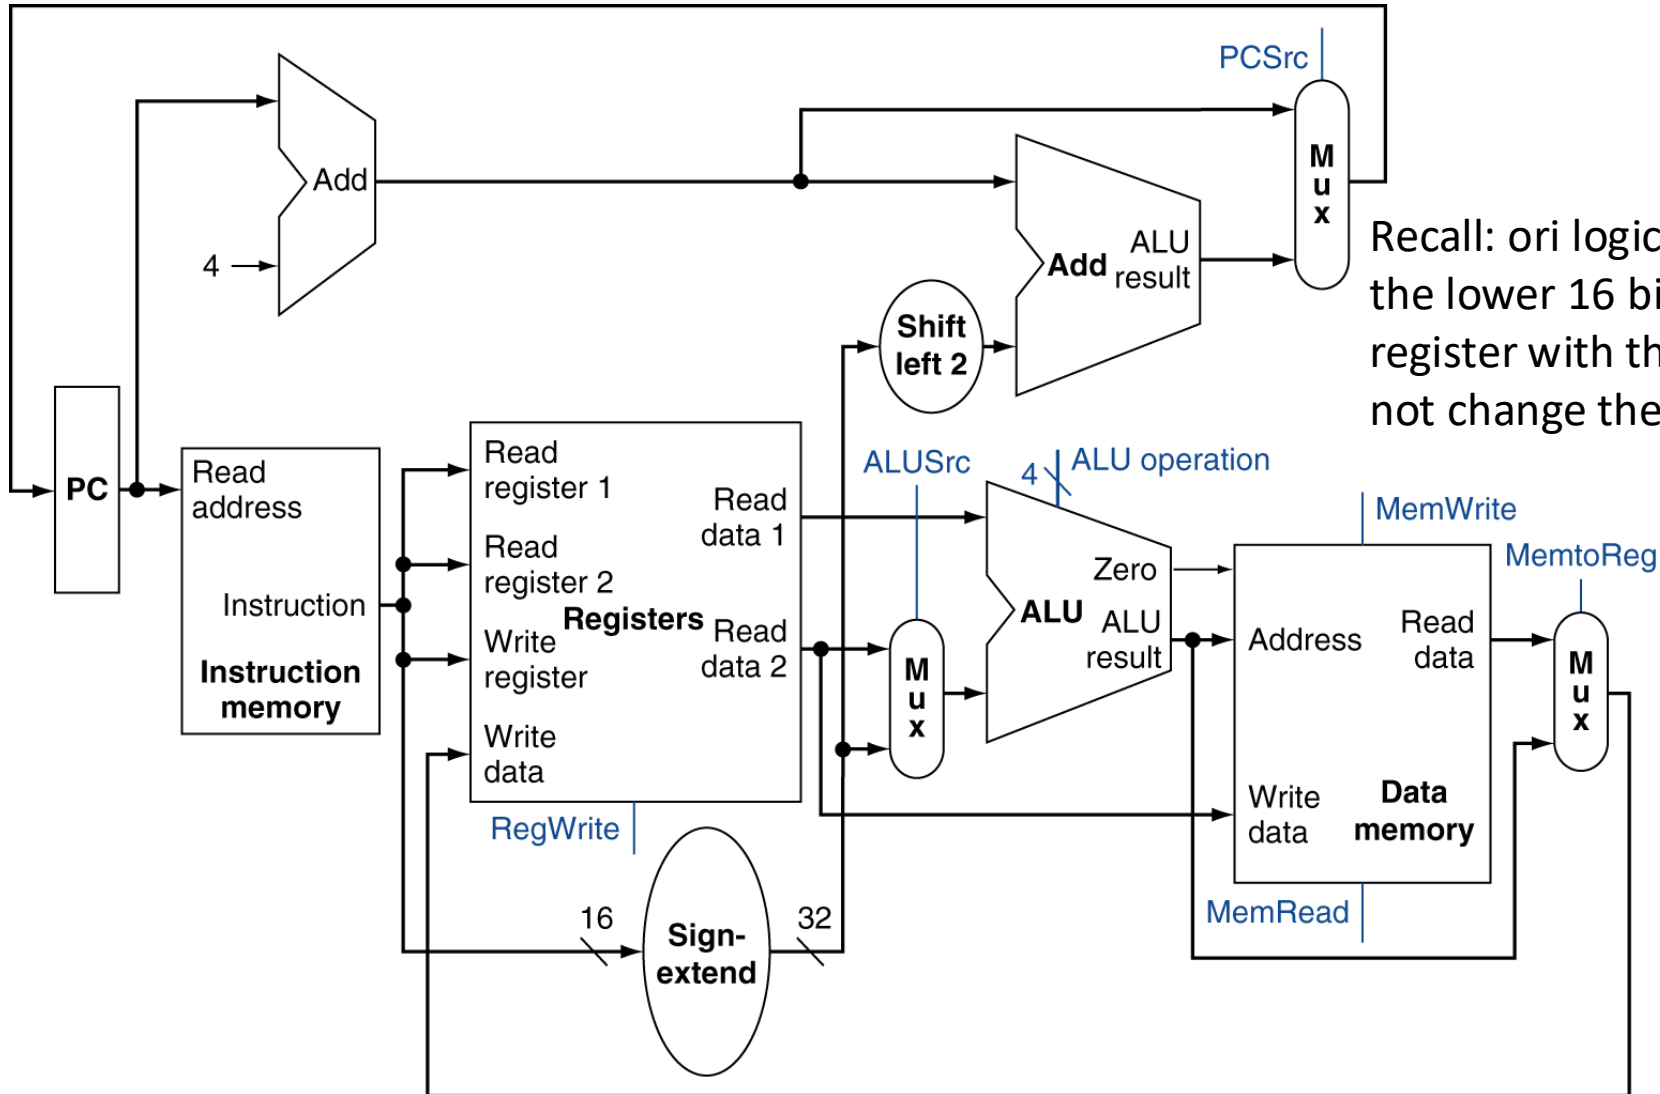 PCSrc
Add
4
M
u
x
ALU
Add result
Shift
left 2
Recall: ori logic
the lower 16 bi
register with th
not change the
PC
Read
address
Instruction
Instruction
memory
Read
register 1
Read
register 2
Registers
Write
register
Write
data
Read
data 1
Read
data 2
RegWrite
16
Sign-
extend
32
ALUSrc
M
u
x
4
ALU operation
Zero
ALU
ALU
result
MemWrite
Address
Read
data
Write
data
Data
memory
MemRead
MemtoReg
M
u
x